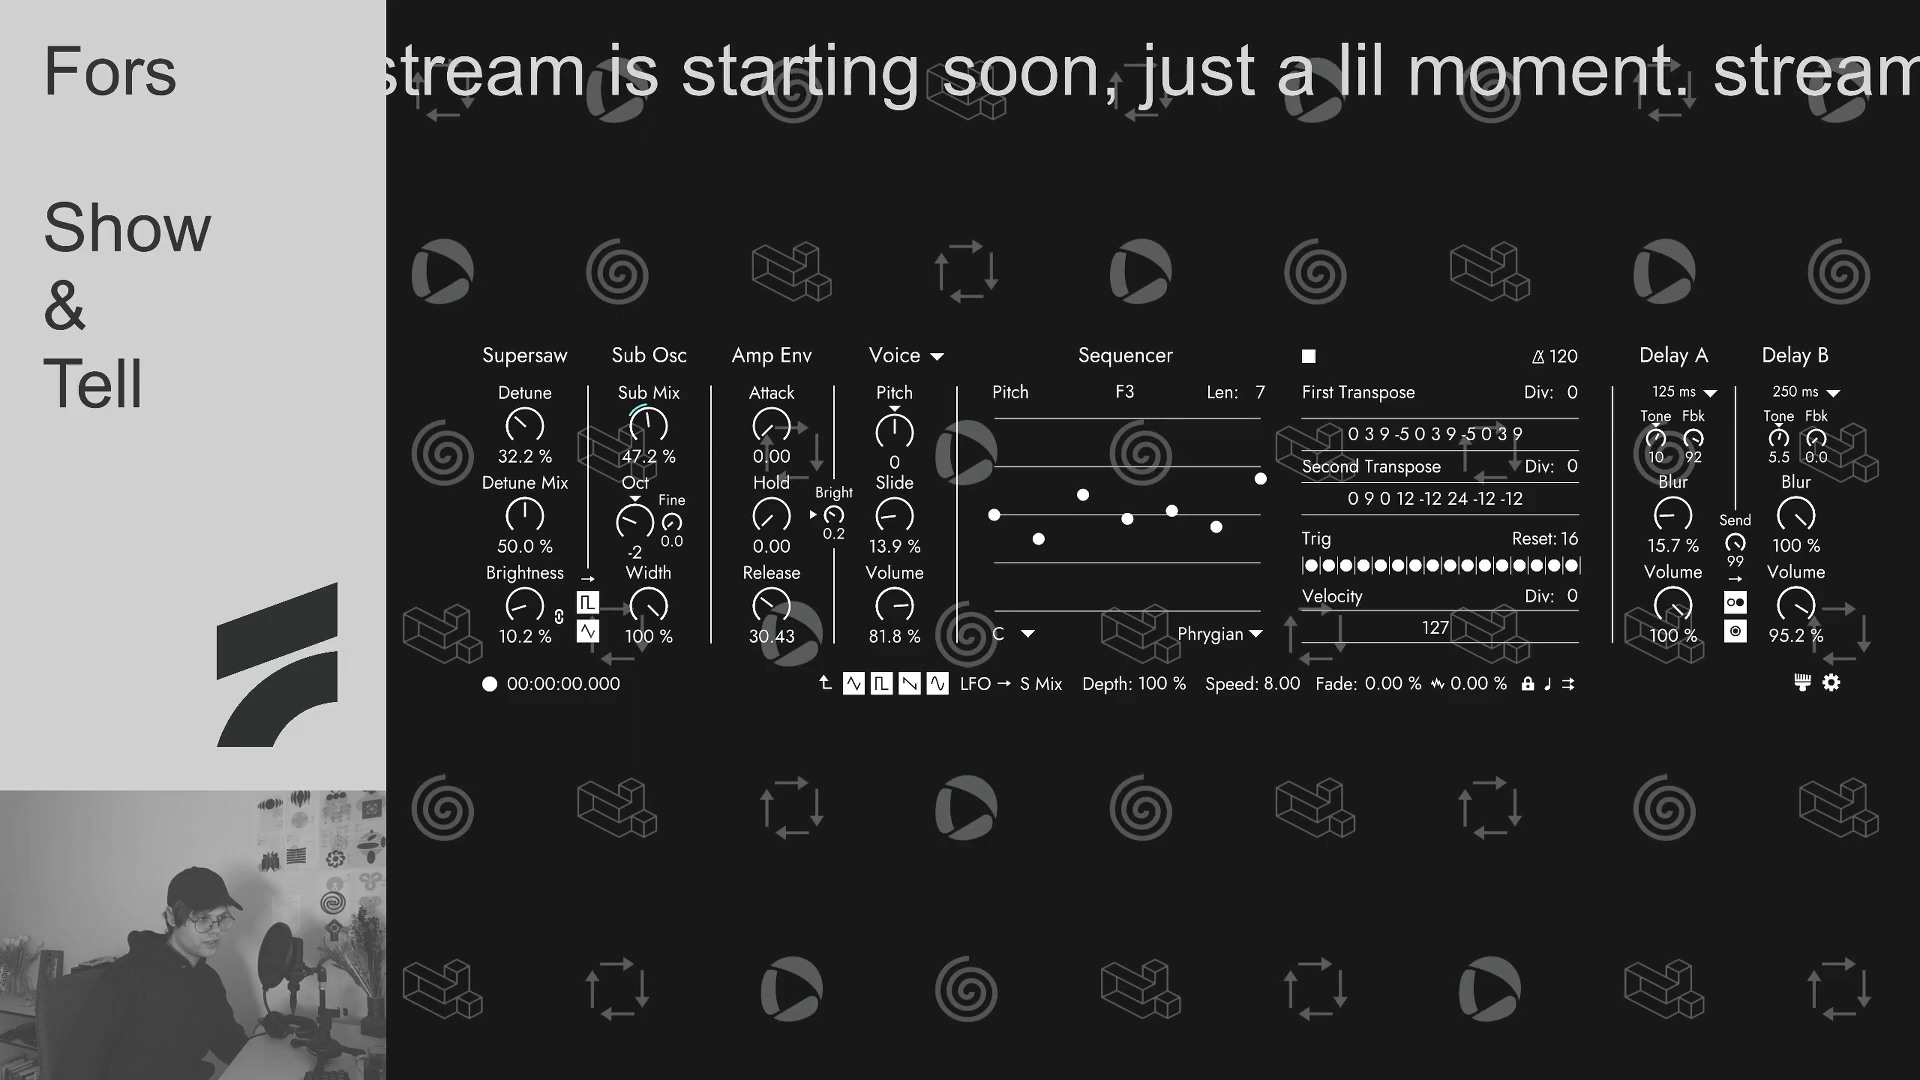 Fors
Show
&
Tell
stream is starting soon, just a lil moment. stream
Supersaw
Detune
32.2 %
Detune Mix
50.0 %
Brightness
10.2 %
Sub Osc
Sub Mix
47.2 %
Oct
Fine
-2
0.0
Width
100 %
Amp Env
Attack
0.00
Hold
0.00
Release
30.43
Bright
0.2
Voice
Pitch
0
Slide
13.9 %
Volume
81.8 %
Sequencer
Pitch F3 Len: 7
C Phrygian
120
First Transpose Div: 0
0 3 9 -5 0 3 9 -5 0 3 9
Second Transpose Div: 0
0 9 0 12 -12 24 -12 -12
Trig Reset: 16
Velocity Div: 0
127
Delay A
125 ms
Tone Fbk
10 92
Blur
15.7 %
Volume
100 %
Send
99
Delay B
250 ms
Tone Fbk
5.5 0.0
Blur
100 %
Volume
95.2 %
00:00:00.000
LFO → S Mix Depth: 100 % Speed: 8.00 Fade: 0.00 % 0.00 %